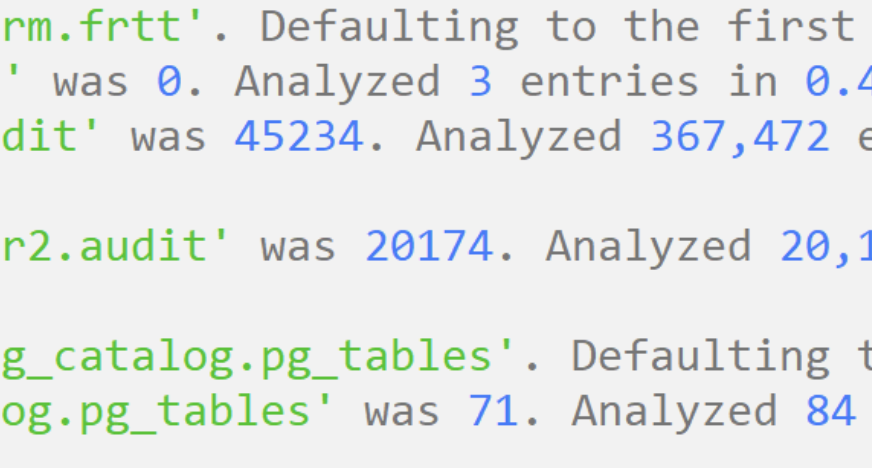 rm.frtt'. Defaulting to the first
' was 0. Analyzed 3 entries in 0.4
dit' was 45234. Analyzed 367,472 e
r2.audit' was 20174. Analyzed 20,1
g_catalog.pg_tables'. Defaulting t
og.pg_tables' was 71. Analyzed 84